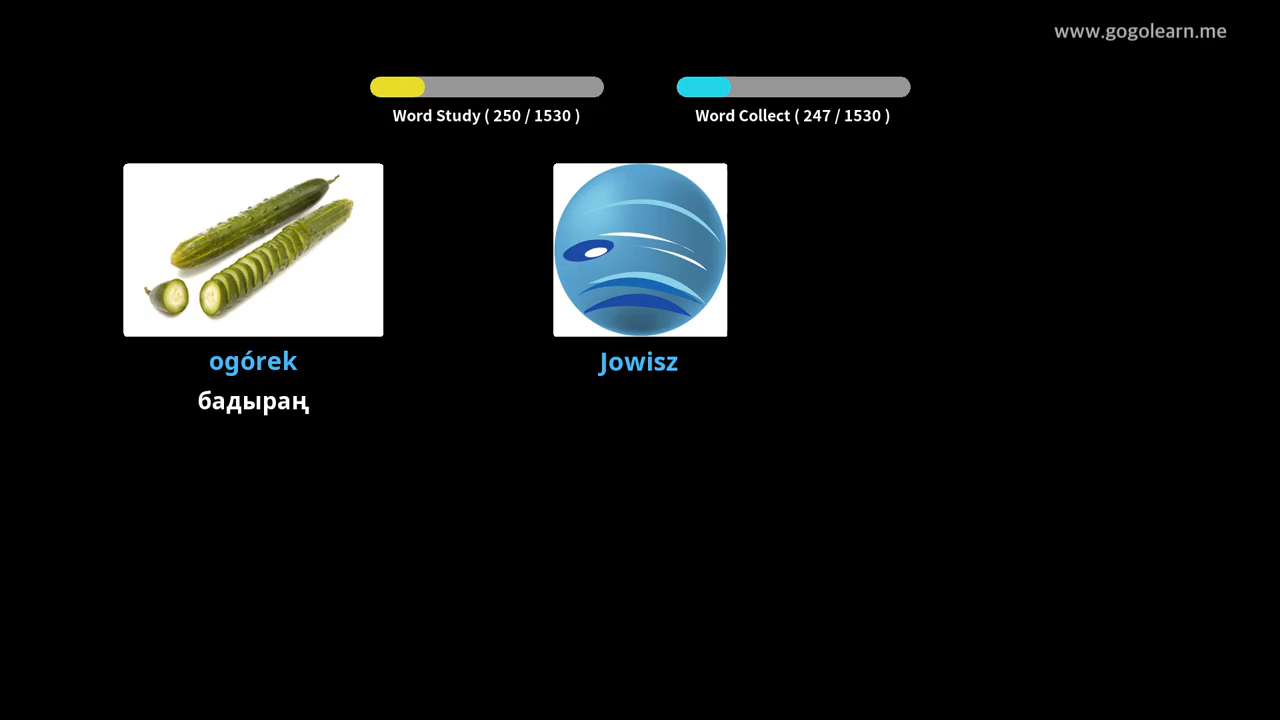 www.gogolearn.me
Word Study ( 250 / 1530 )
Word Collect ( 247 / 1530 )
ogórek
бадыраң
Jowisz